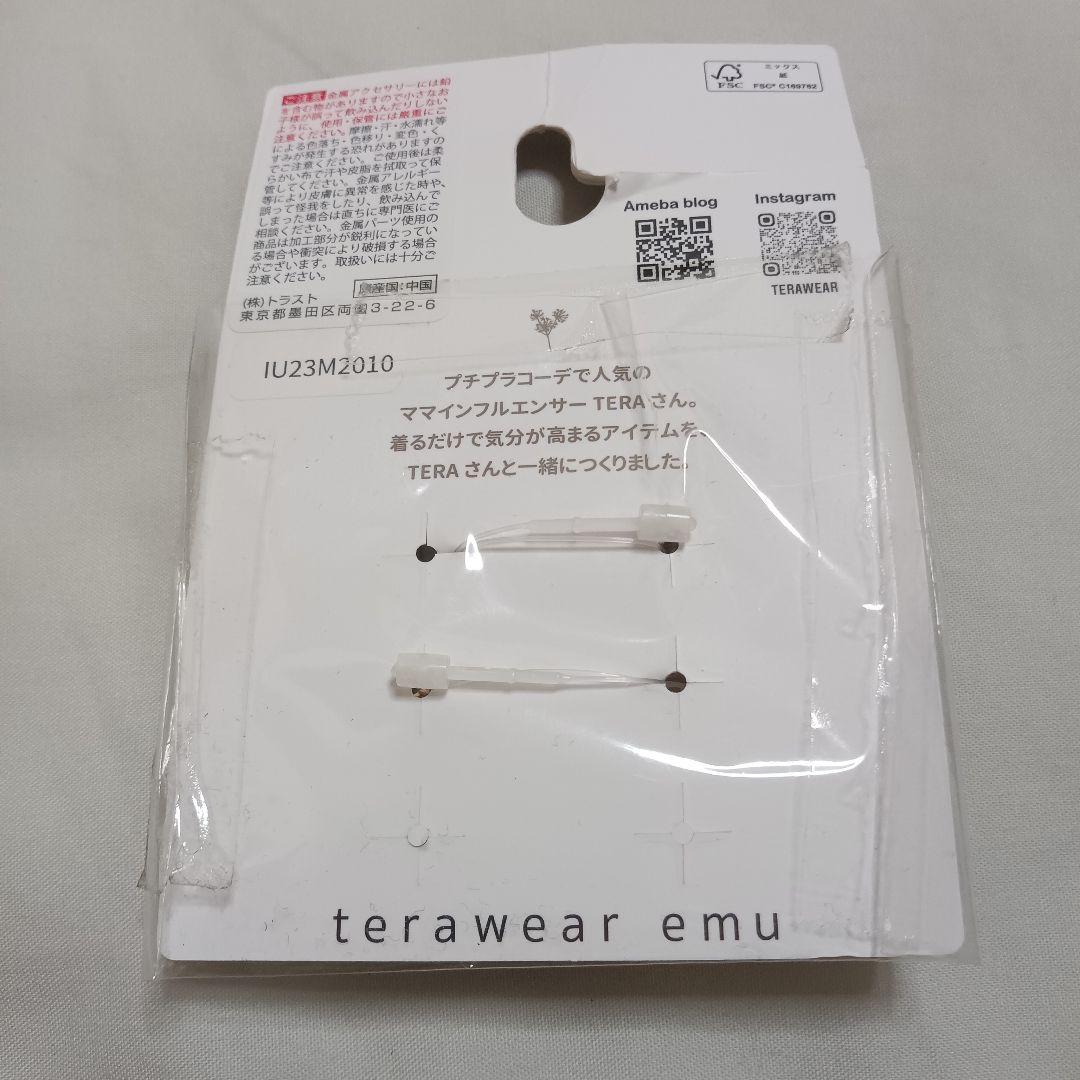 ご注意 金属アクセサリーには鉛
を含む物がありますので小さなお
子様が誤って飲み込んだりしない
ように、使用・保管には厳重にご
注意ください。摩擦・汗・水濡れ等
による色落ち・色移り・変色・く
すみが発生する恐れがありますの
でご注意ください。ご使用後は柔
らかい布で汗や皮脂を拭取って保
管してください。金属アレルギー
等により皮膚に異常を感じた時や、
誤って怪我をしたり、飲み込んで
しまった場合は直ちに専門医にご
相談ください。金属パーツ使用の
商品は加工部分が鋭利になってい
る場合や衝突により破損する場合
がございます。取扱いには十分ご
注意ください。
原産国:中国
(株)トラスト
東京都墨田区両国3-22-6
FSC
ミックス
紙
FSC® C169762
Ameba blog
Instagram
TERAWEAR
IU23M2010
プチプラコーデで人気の
ママインフルエンサー TERA さん。
着るだけで気分が高まるアイテムを、
TERA さんと一緒につくりました。
terawear emu